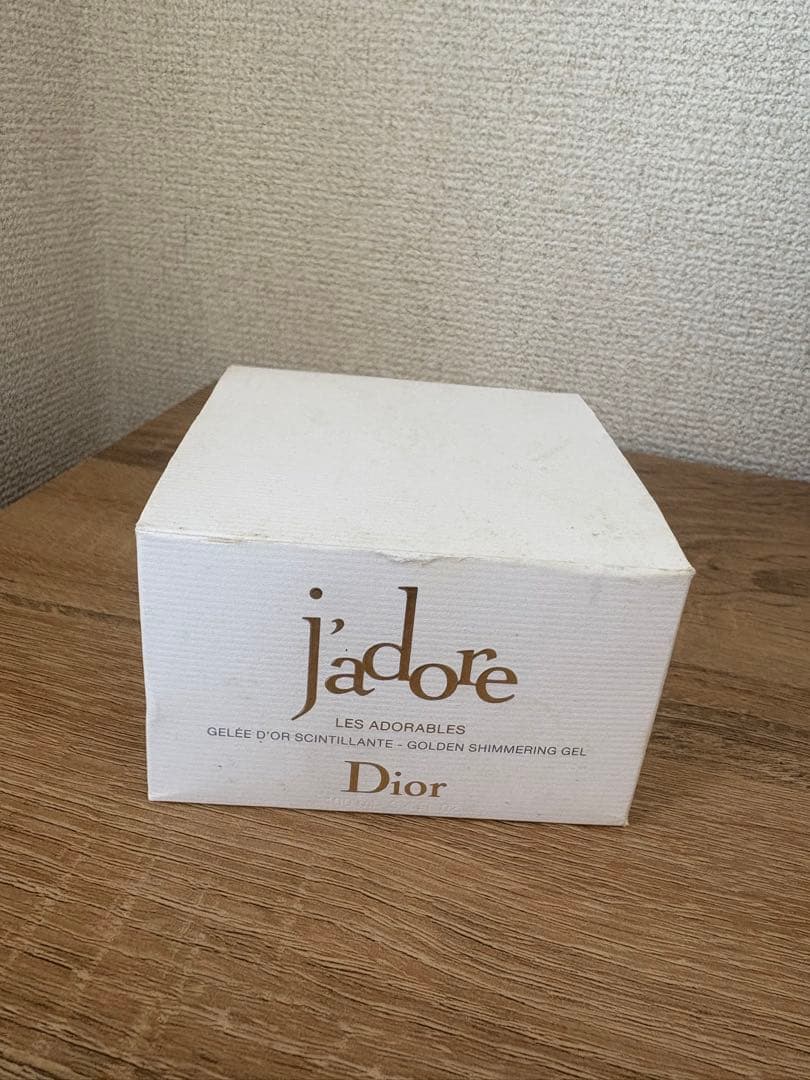 j'adore
LES ADORABLES
GELÉE D'OR SCINTILLANTE - GOLDEN SHIMMERING GEL
Dior